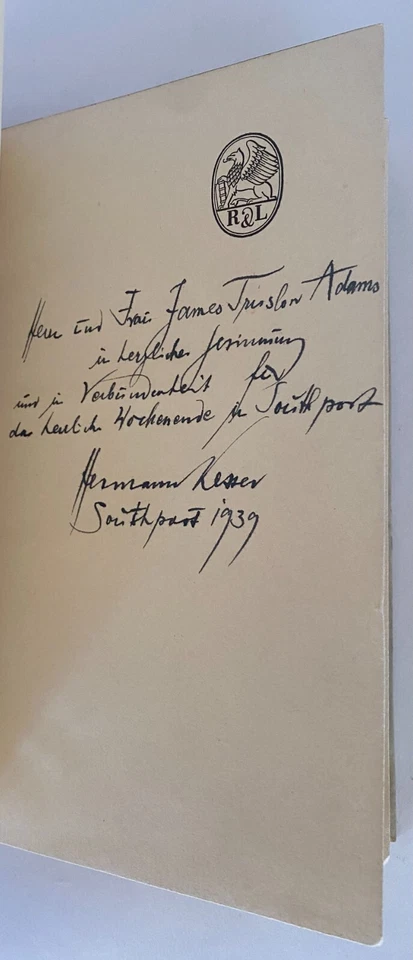 R & L
Herrn und Frau James Truslow Adams
in herzlicher Gesinnung
und in Verbundenheit für
das herrliche Wochenende in Southport
Hermann Kesser
Southport 1939